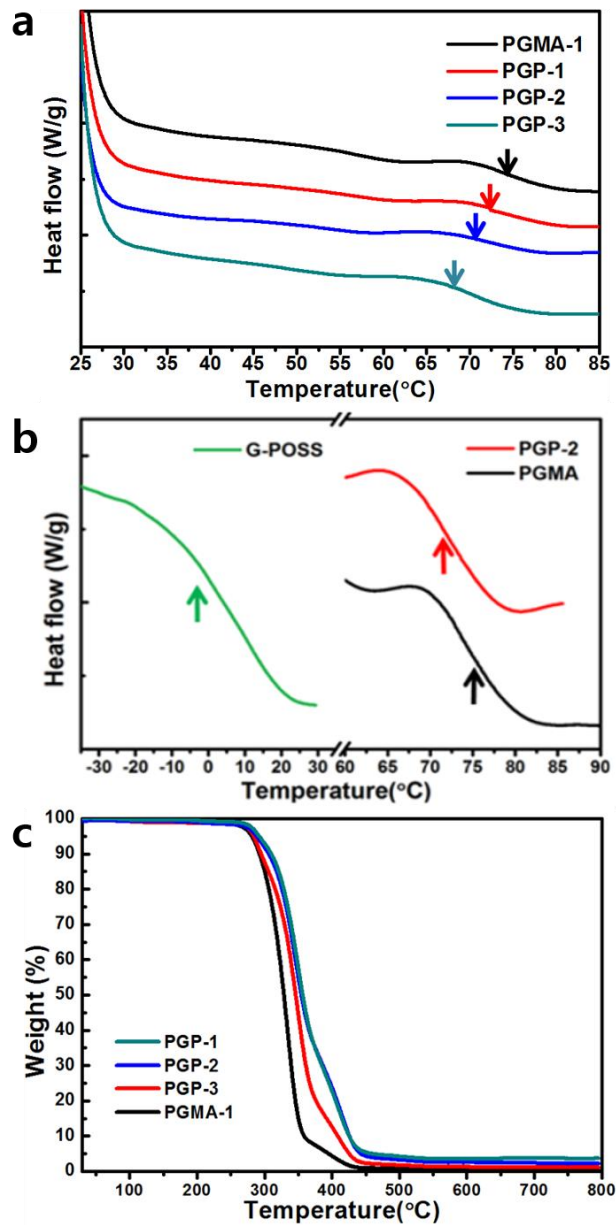 a
PGMA-1
PGP-1
PGP-2
PGP-3
Heat flow (W/g)
25 30 35 40 45 50 55 60 65 70 75 80 85
Temperature(°C)
b
G-POSS
PGP-2
PGMA
Heat flow (W/g)
-30 -20 -10 0 10 20 30 60 65 70 75 80 85 90
Temperature(°C)
c
100
90
80
70
60
50
40
30
20
10
0
Weight (%)
PGP-1
PGP-2
PGP-3
PGMA-1
100 200 300 400 500 600 700 800
Temperature(°C)